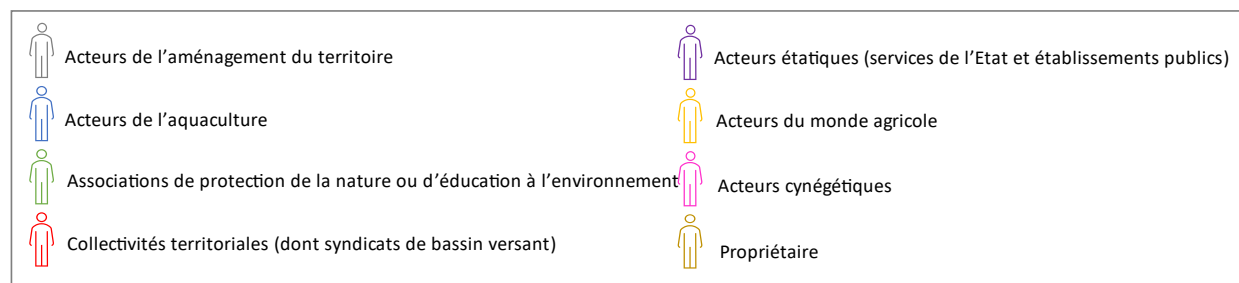 Acteurs de l’aménagement du territoire
Acteurs de l’aquaculture
Associations de protection de la nature ou d’éducation à l’environnement
Collectivités territoriales (dont syndicats de bassin versant)
Acteurs étatiques (services de l’Etat et établissements publics)
Acteurs du monde agricole
Acteurs cynégétiques
Propriétaire